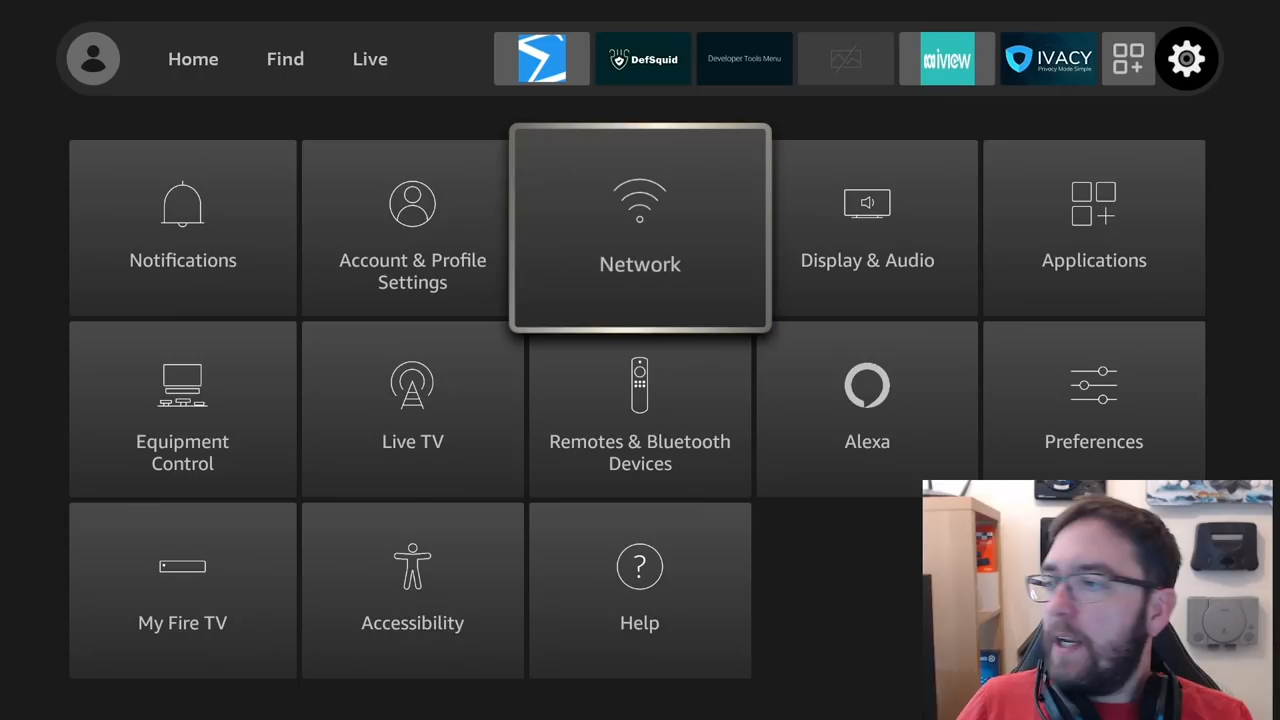 Home
Find
Live
DefSquid
Developer Tools Menu
iview
IVACY
Privacy Mode Simple
Notifications
Account & Profile
Settings
Network
Display & Audio
Applications
Equipment
Control
Live TV
Remotes & Bluetooth
Devices
Alexa
Preferences
My Fire TV
Accessibility
?
Help